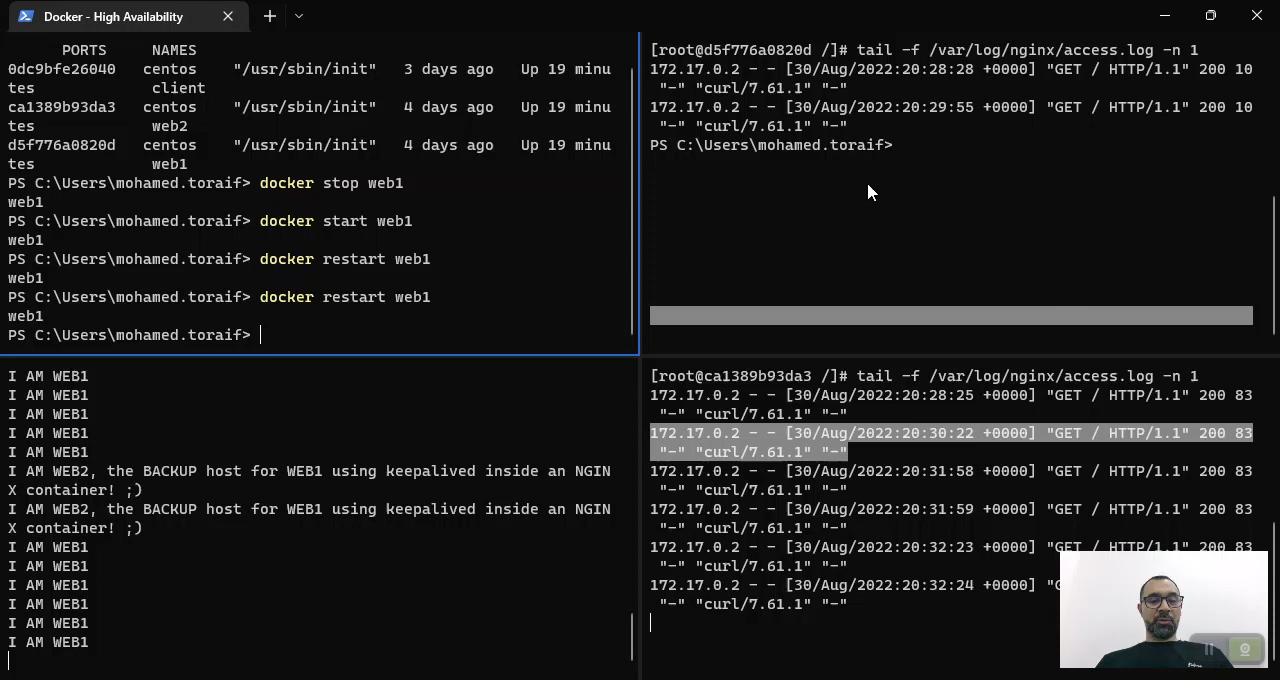 Docker - High Availability
PORTS NAMES
0dc9bfe26040 centos "/usr/sbin/init" 3 days ago Up 19 minu
tes client
ca1389b93da3 centos "/usr/sbin/init" 4 days ago Up 19 minu
tes web2
d5f776a0820d centos "/usr/sbin/init" 4 days ago Up 19 minu
tes web1
PS C:\Users\mohamed.toraif> docker stop web1
web1
PS C:\Users\mohamed.toraif> docker start web1
web1
PS C:\Users\mohamed.toraif> docker restart web1
web1
PS C:\Users\mohamed.toraif> docker restart web1
web1
PS C:\Users\mohamed.toraif>
[root@d5f776a0820d /]# tail -f /var/log/nginx/access.log -n 1
172.17.0.2 - - [30/Aug/2022:20:28:28 +0000] "GET / HTTP/1.1" 200 10
"-" "curl/7.61.1" "-"
172.17.0.2 - - [30/Aug/2022:20:29:55 +0000] "GET / HTTP/1.1" 200 10
"-" "curl/7.61.1" "-"
PS C:\Users\mohamed.toraif>
I AM WEB1
I AM WEB1
I AM WEB1
I AM WEB1
I AM WEB1
I AM WEB2, the BACKUP host for WEB1 using keepalived inside an NGIN
X container! ;)
I AM WEB2, the BACKUP host for WEB1 using keepalived inside an NGIN
X container! ;)
I AM WEB1
I AM WEB1
I AM WEB1
I AM WEB1
I AM WEB1
I AM WEB1
[root@ca1389b93da3 /]# tail -f /var/log/nginx/access.log -n 1
172.17.0.2 - - [30/Aug/2022:20:28:25 +0000] "GET / HTTP/1.1" 200 83
"-" "curl/7.61.1" "-"
172.17.0.2 - - [30/Aug/2022:20:30:22 +0000] "GET / HTTP/1.1" 200 83
"-" "curl/7.61.1" "-"
172.17.0.2 - - [30/Aug/2022:20:31:58 +0000] "GET / HTTP/1.1" 200 83
"-" "curl/7.61.1" "-"
172.17.0.2 - - [30/Aug/2022:20:31:59 +0000] "GET / HTTP/1.1" 200 83
"-" "curl/7.61.1" "-"
172.17.0.2 - - [30/Aug/2022:20:32:23 +0000] "GET / HTTP/1.1" 200 83
"-" "curl/7.61.1" "-"
172.17.0.2 - - [30/Aug/2022:20:32:24 +0000] "G
"-" "curl/7.61.1" "-"